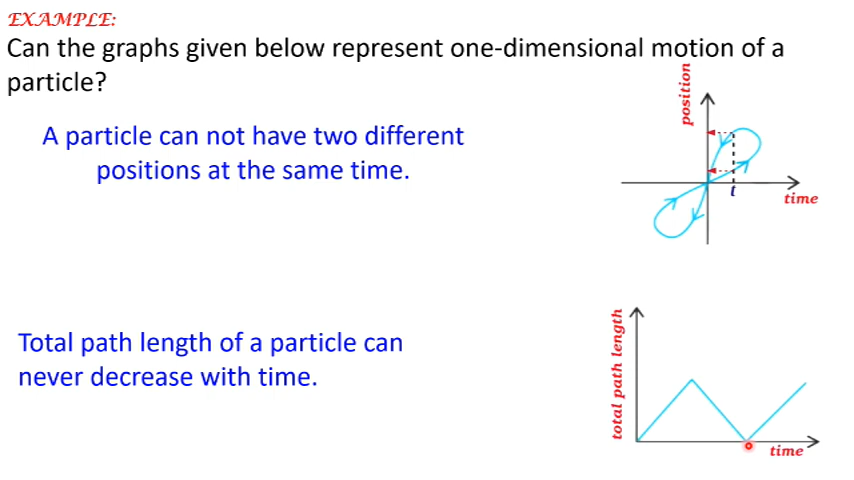 EXAMPLE:
Can the graphs given below represent one-dimensional motion of a
particle?
position
A particle can not have two different
positions at the same time.
t
time
total path length
Total path length of a particle can
never decrease with time.
time